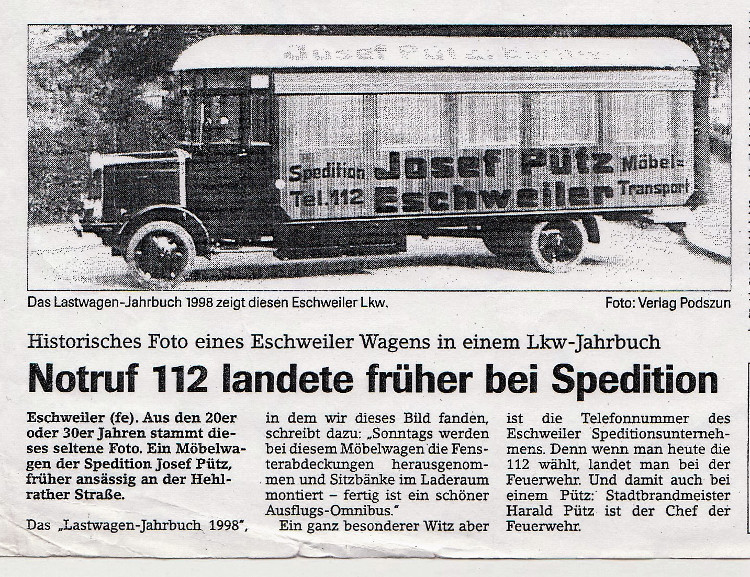 Josef Pütz
Spedition Josef Pütz Möbel=
Tel.112 Eschweiler Transport
Das Lastwagen-Jahrbuch 1998 zeigt diesen Eschweiler Lkw.
Foto: Verlag Podszun
Historisches Foto eines Eschweiler Wagens in einem Lkw-Jahrbuch
Notruf 112 landete früher bei Spedition
Eschweiler (fe). Aus den 20er
oder 30er Jahren stammt die-
ses seltene Foto. Ein Möbelwa-
gen der Spedition Josef Pütz,
früher ansässig an der Hehl-
rather Straße.
Das „Lastwagen-Jahrbuch 1998",
in dem wir dieses Bild fanden,
schreibt dazu: „Sonntags werden
bei diesem Möbelwagen die Fens-
terabdeckungen herausgenom-
men und Sitzbänke im Laderaum
montiert – fertig ist ein schöner
Ausflugs-Omnibus."
Ein ganz besonderer Witz aber
ist die Telefonnummer des
Eschweiler Speditionsunterneh-
mens. Denn wenn man heute die
112 wählt, landet man bei der
Feuerwehr. Und damit auch bei
einem Pütz: Stadtbrandmeister
Harald Pütz ist der Chef der
Feuerwehr.